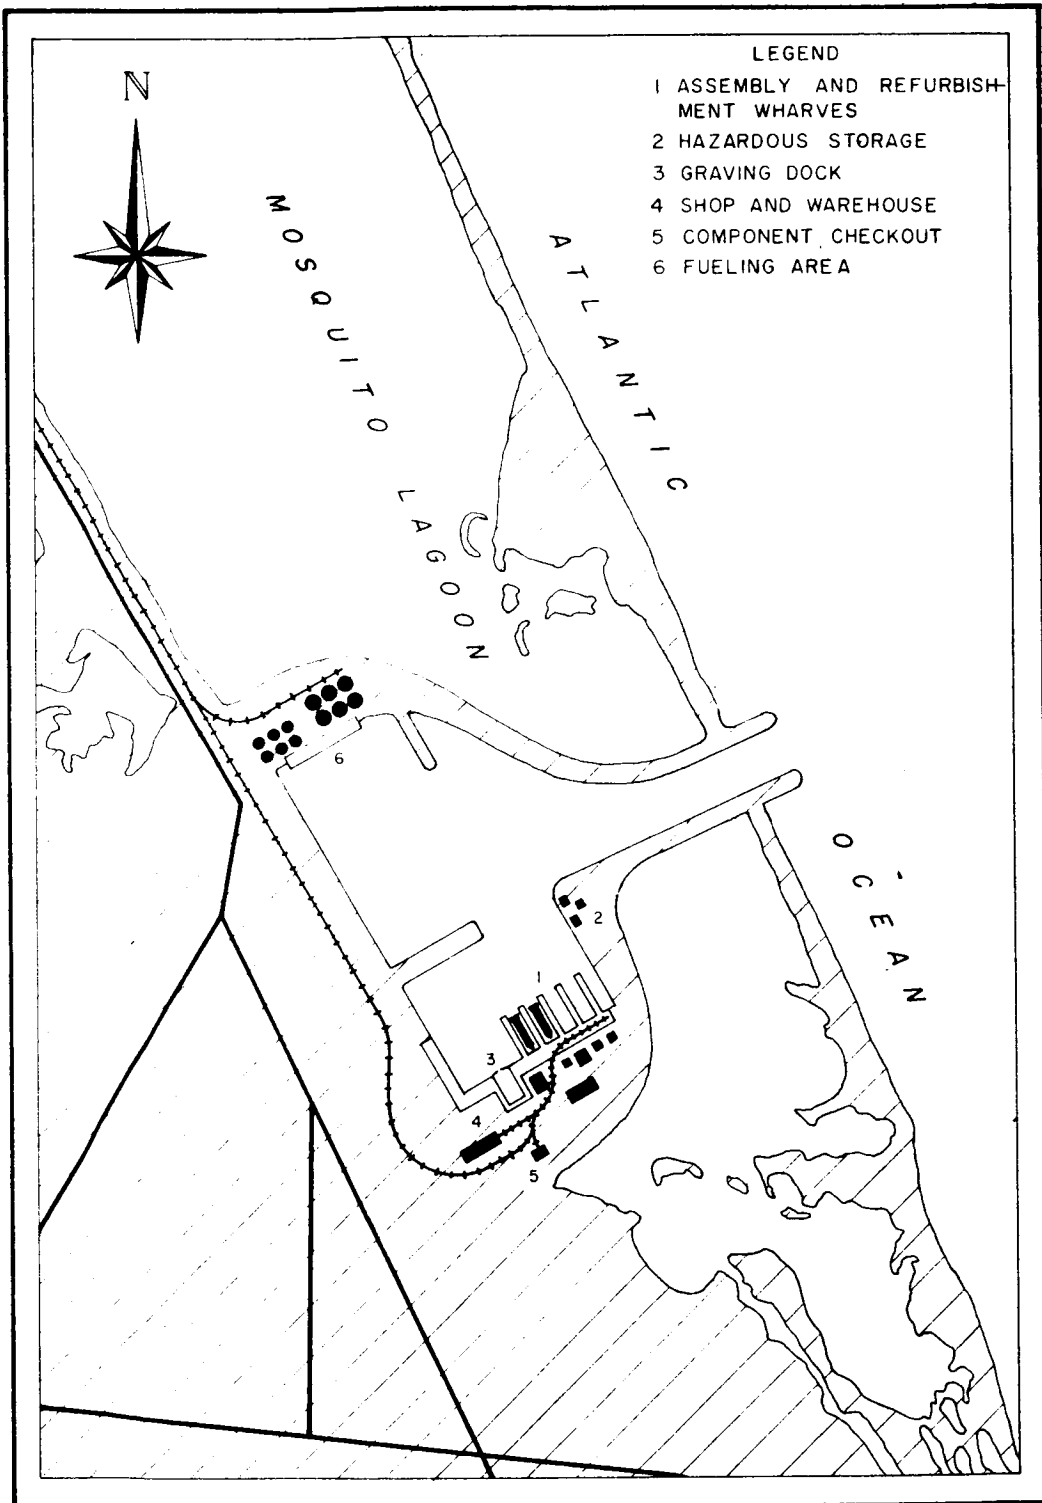 LEGEND
1 ASSEMBLY AND REFURBISH-
MENT WHARVES
2 HAZARDOUS STORAGE
3 GRAVING DOCK
4 SHOP AND WAREHOUSE
5 COMPONENT CHECKOUT
6 FUELING AREA
N
MOSQUITO LAGOON
ATLANTIC OCEAN
6
2
1
3
4
5